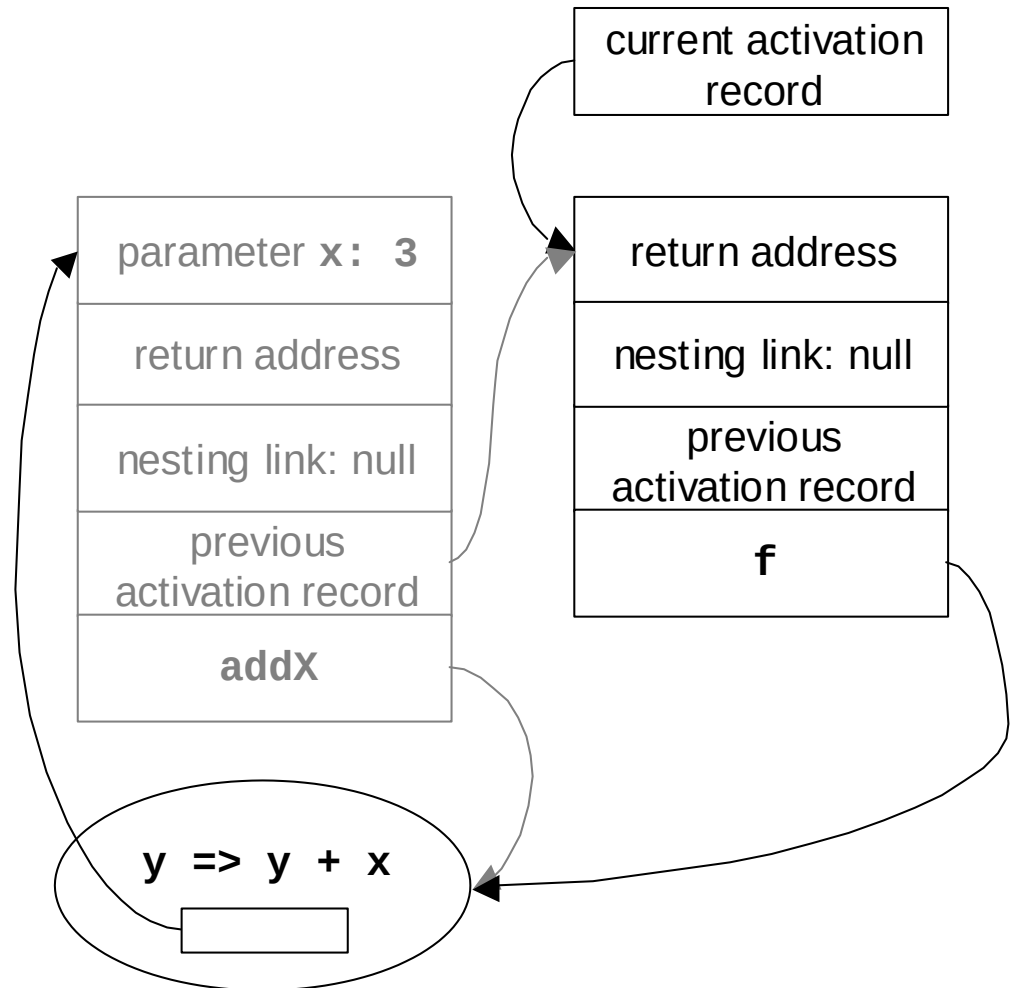 current activation
record
parameter x: 3
return address
nesting link: null
previous
activation record
addX
return address
nesting link: null
previous
activation record
f
y => y + x